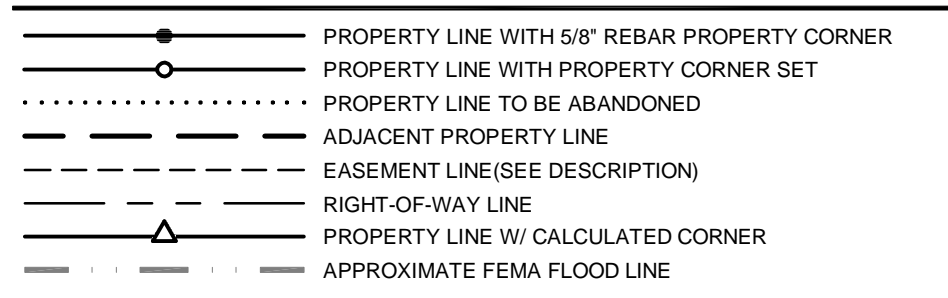 PROPERTY LINE WITH 5/8" REBAR PROPERTY CORNER
PROPERTY LINE WITH PROPERTY CORNER SET
PROPERTY LINE TO BE ABANDONED
ADJACENT PROPERTY LINE
EASEMENT LINE(SEE DESCRIPTION)
RIGHT-OF-WAY LINE
PROPERTY LINE W/ CALCULATED CORNER
APPROXIMATE FEMA FLOOD LINE